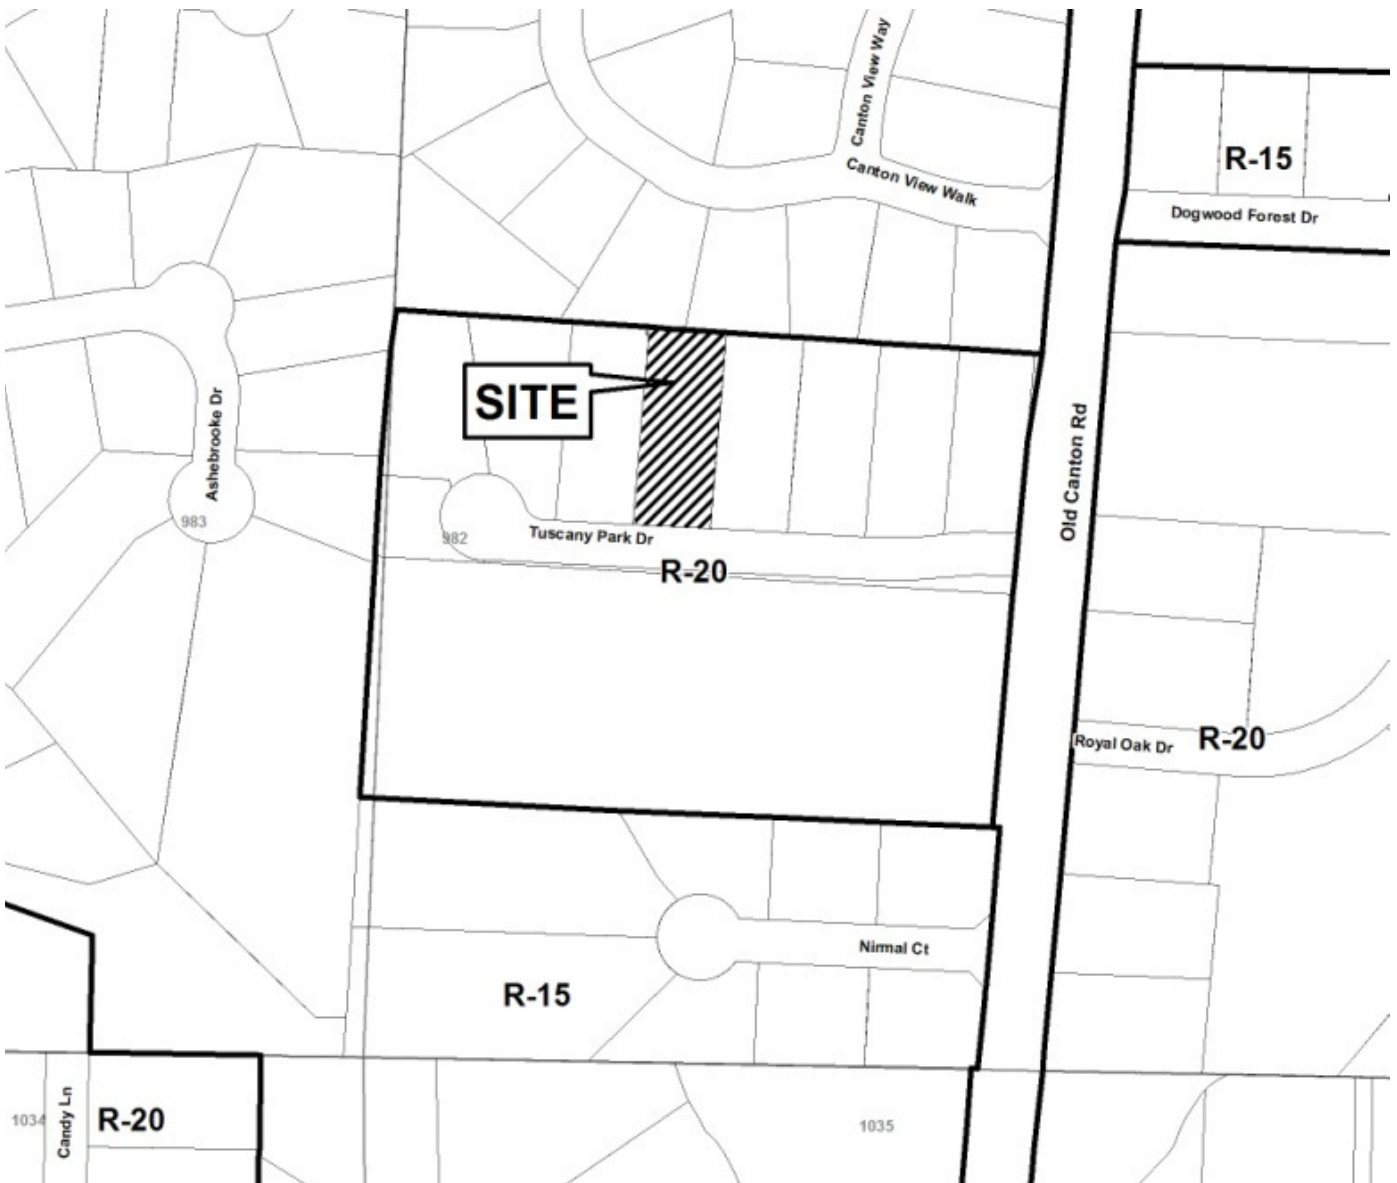 Canton View Way
R-15
Canton View Walk
Dogwood Forest Dr
SITE
Ashebrooke Dr
Old Canton Rd
983
982
Tuscany Park Dr
R-20
Royal Oak Dr
R-20
Nirmal Ct
R-15
1034
Candy Ln
R-20
1035